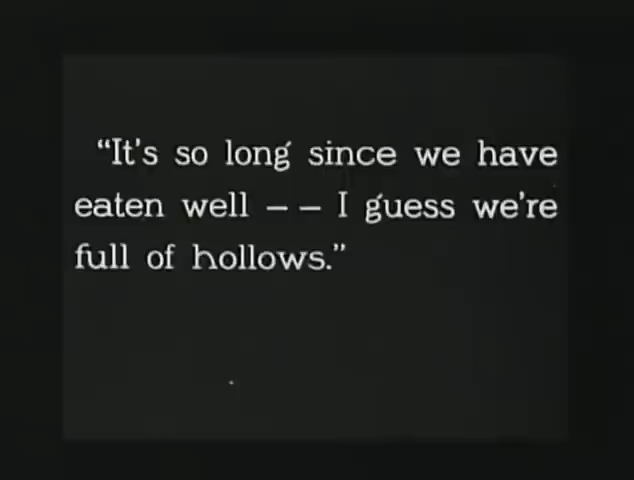 “It's so long since we have
eaten well – – I guess we're
full of hollows.”